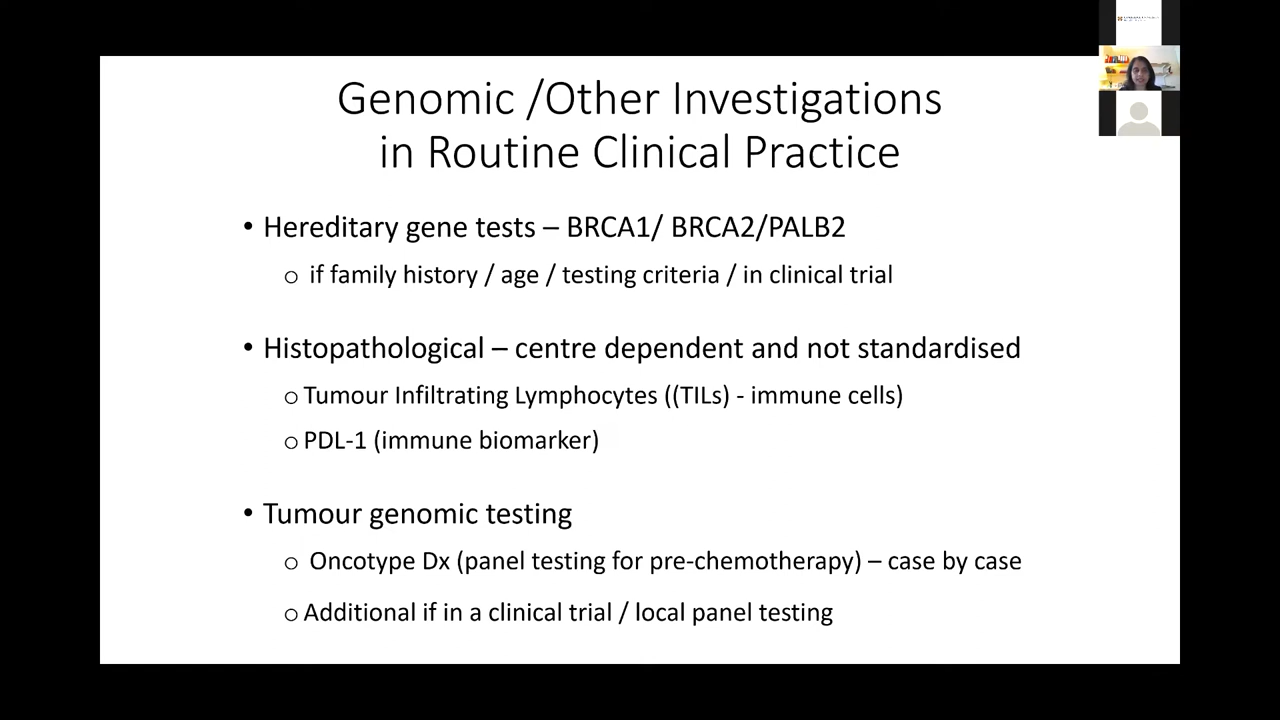 Genomic /Other Investigations
in Routine Clinical Practice
• Hereditary gene tests – BRCA1/ BRCA2/PALB2
o if family history / age / testing criteria / in clinical trial
• Histopathological – centre dependent and not standardised
o Tumour Infiltrating Lymphocytes ((TILs) - immune cells)
o PDL-1 (immune biomarker)
• Tumour genomic testing
o Oncotype Dx (panel testing for pre-chemotherapy) – case by case
o Additional if in a clinical trial / local panel testing